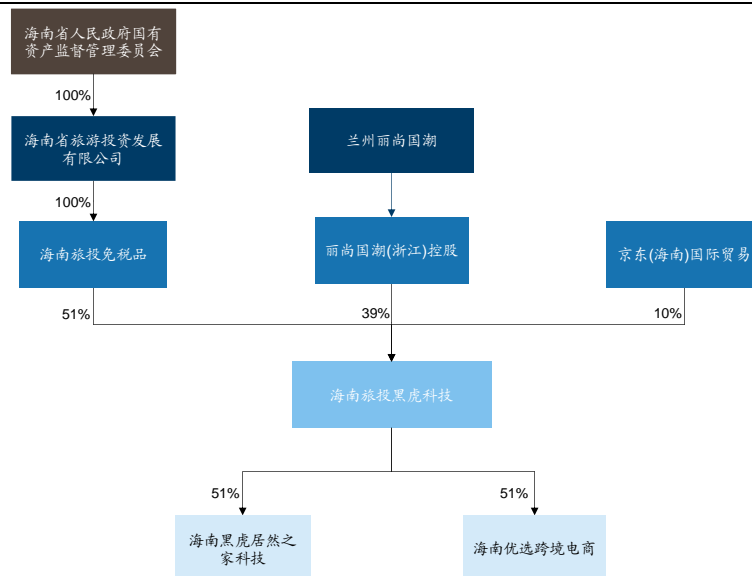 海南省人民政府国有
资产监督管理委员会
100%
海南省旅游投资发展
有限公司
兰州丽尚国潮
100%
海南旅投免税品
丽尚国潮(浙江)控股
京东(海南)国际贸易
51%
39%
10%
海南旅投黑虎科技
51%
51%
海南黑虎居然之
家科技
海南优选跨境电商